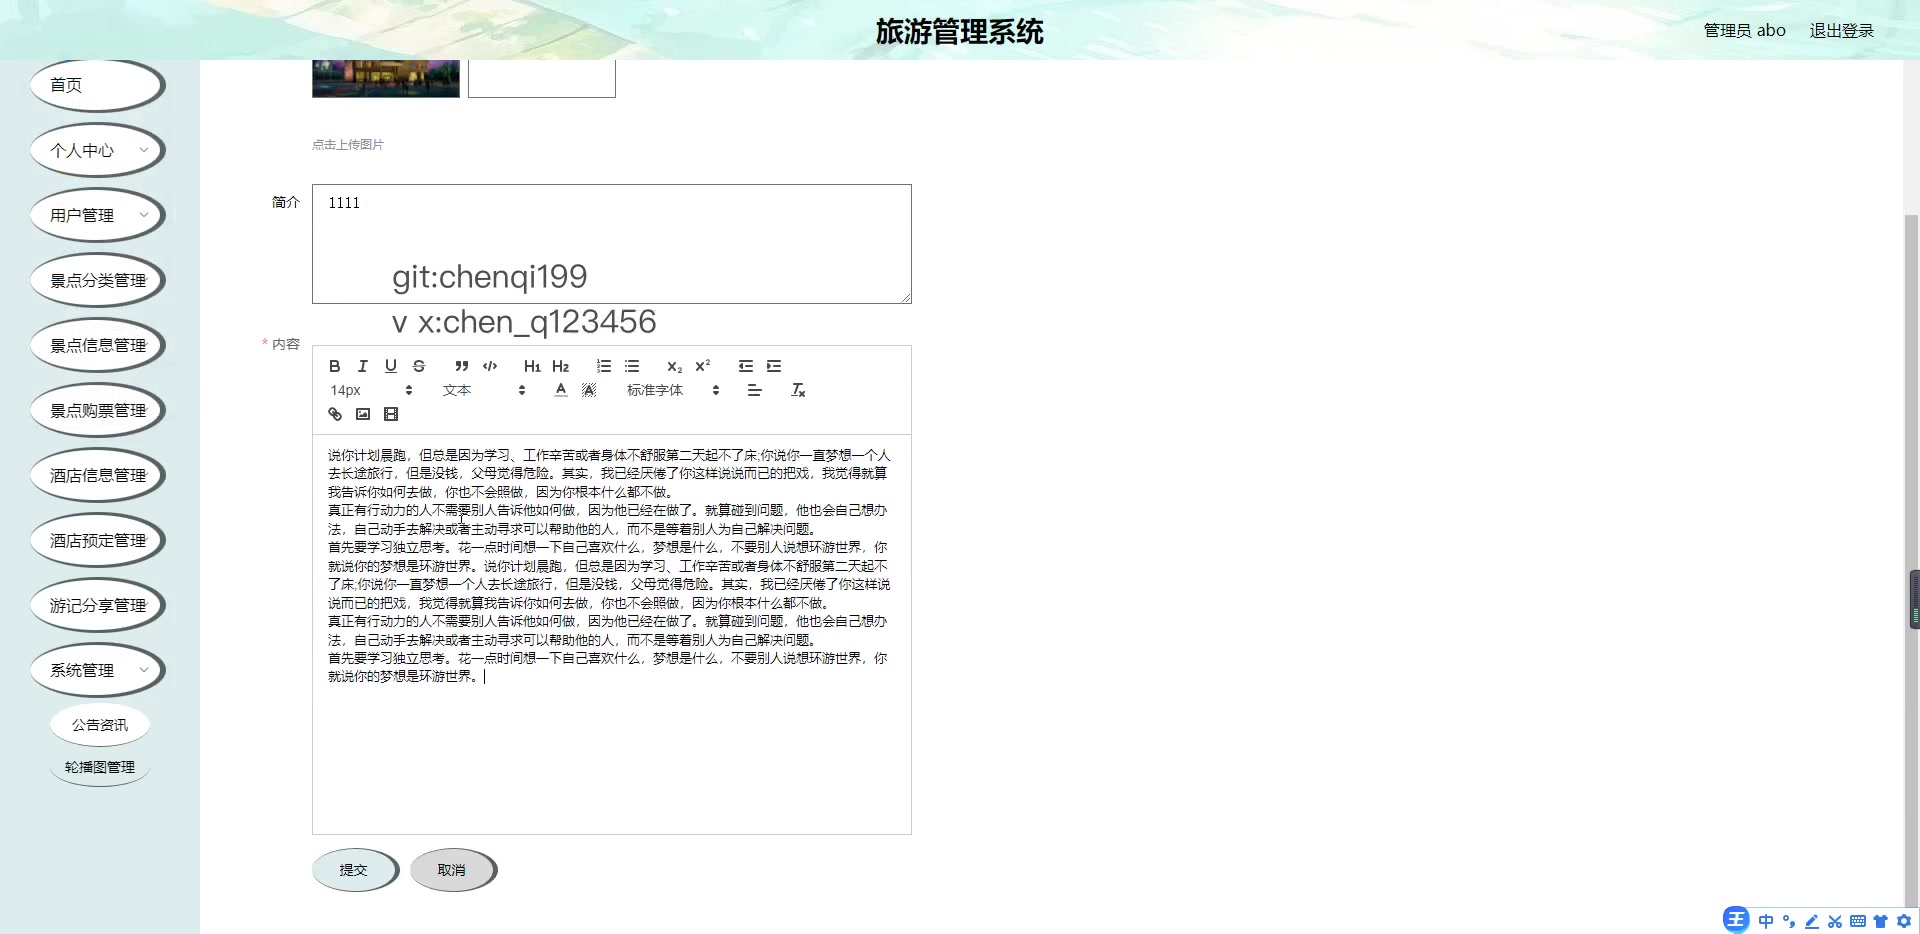 旅游管理系统
管理员 abo
退出登录
首页
个人中心
用户管理
景点分类管理
景点信息管理
景点购票管理
酒店信息管理
酒店预定管理
游记分享管理
系统管理
公告资讯
轮播图管理
点击上传图片
简介
1111
git:chenqi199
v x:chen_q123456
* 内容
B I U S H1 H2 x2 x2
14px 文本 A A 标准字体 Tx
说你计划晨跑，但总是因为学习、工作辛苦或者身体不舒服第二天起不了床;你说你一直梦想一个人
去长途旅行，但是没钱，父母觉得危险。其实，我已经厌倦了你这样说说而已的把戏，我觉得就算
我告诉你如何去做，你也不会照做，因为你根本什么都不做。
真正有行动力的人不需要别人告诉他如何做，因为他已经在做了。就算碰到问题，他也会自己想办
法，自己动手去解决或者主动寻求可以帮助他的人，而不是等着别人为自己解决问题。
首先要学习独立思考。花一点时间想一下自己喜欢什么，梦想是什么，不要别人说想环游世界，你
就说你的梦想是环游世界。说你计划晨跑，但总是因为学习、工作辛苦或者身体不舒服第二天起不
了床;你说你一直梦想一个人去长途旅行，但是没钱，父母觉得危险。其实，我已经厌倦了你这样说
说而已的把戏，我觉得就算我告诉你如何去做，你也不会照做，因为你根本什么都不做。
真正有行动力的人不需要别人告诉他如何做，因为他已经在做了。就算碰到问题，他也会自己想办
法，自己动手去解决或者主动寻求可以帮助他的人，而不是等着别人为自己解决问题。
首先要学习独立思考。花一点时间想一下自己喜欢什么，梦想是什么，不要别人说想环游世界，你
就说你的梦想是环游世界。
提交
取消
王 中